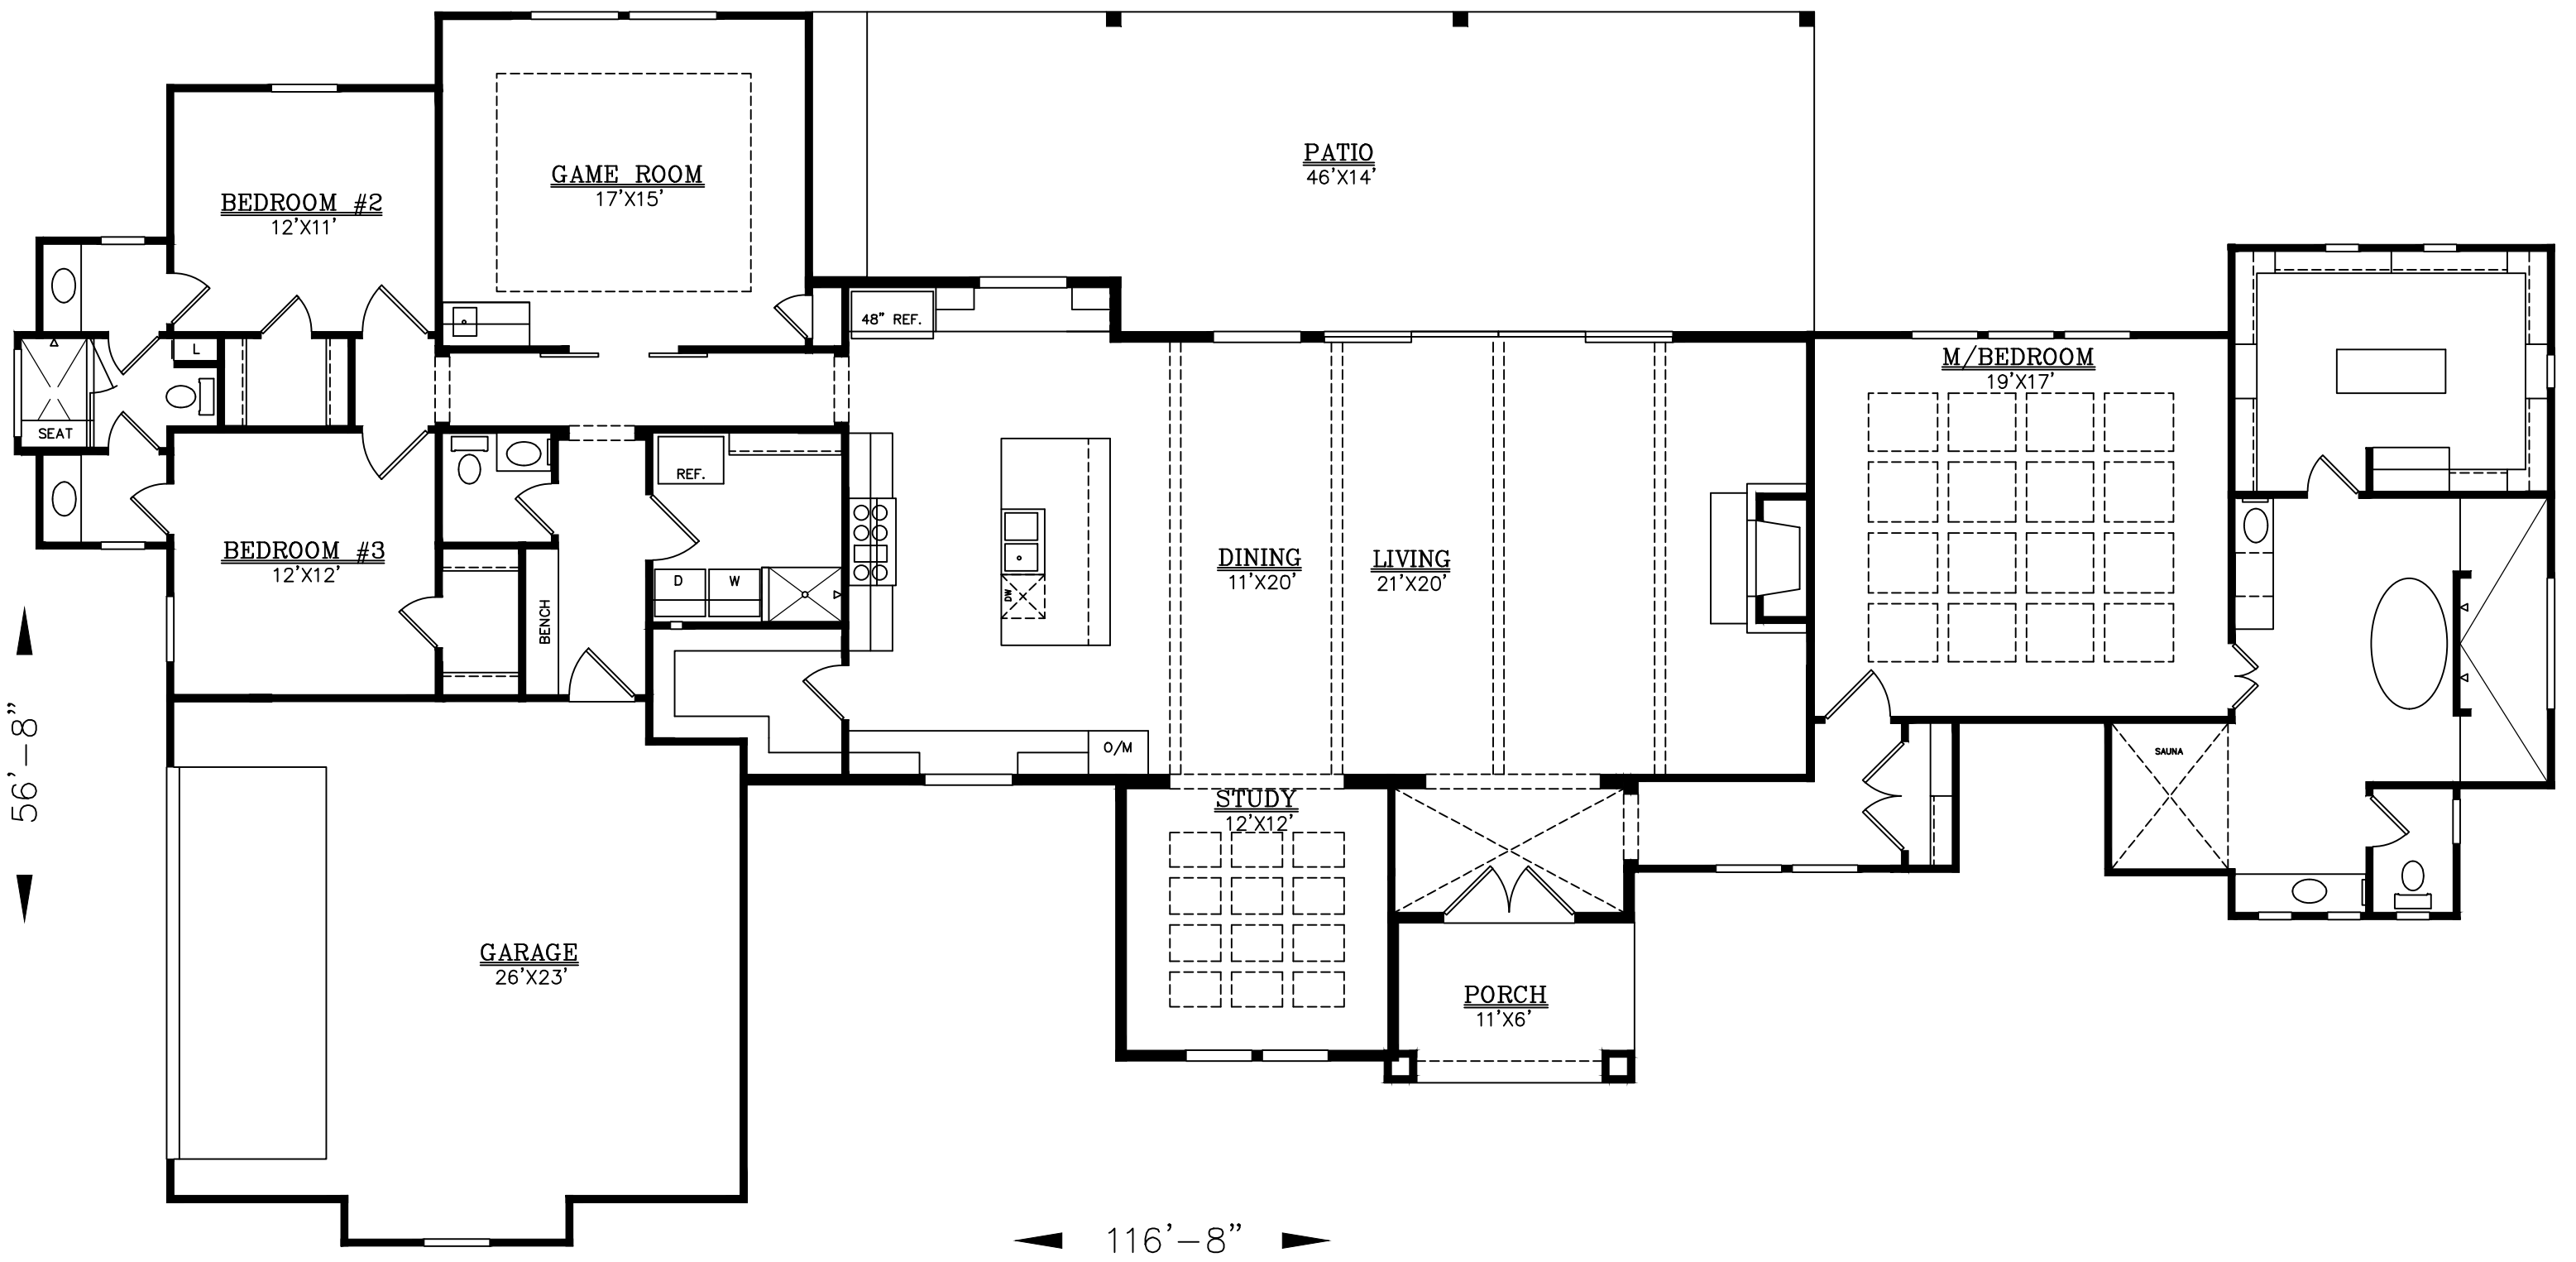 GAME ROOM
17'X15'
PATIO
46'X14'
BEDROOM #2
12'X11'
48" REF.
L
SEAT
M/BEDROOM
19'X17'
REF.
BEDROOM #3
12'X12'
D
W
BENCH
DW
DINING
11'X20'
LIVING
21'X20'
O/M
SAUNA
STUDY
12'X12'
GARAGE
26'X23'
PORCH
11'X6'
56'-8"
116'-8"